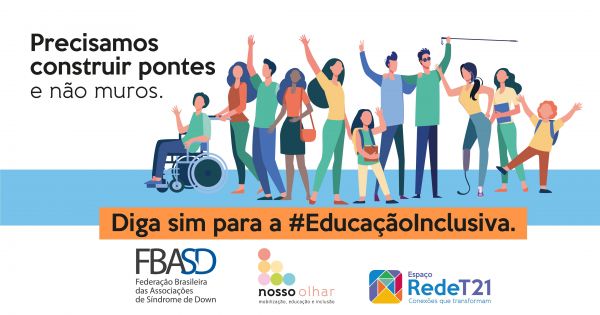 Precisamos
construir pontes
e não muros.
Diga sim para a #EducaçãoInclusiva.
FBASD
Federação Brasileira
das Associações
de Síndrome de Down
nosso olhar
mobilização, educação e inclusão
Espaço
RedeT21
Conexões que transformam